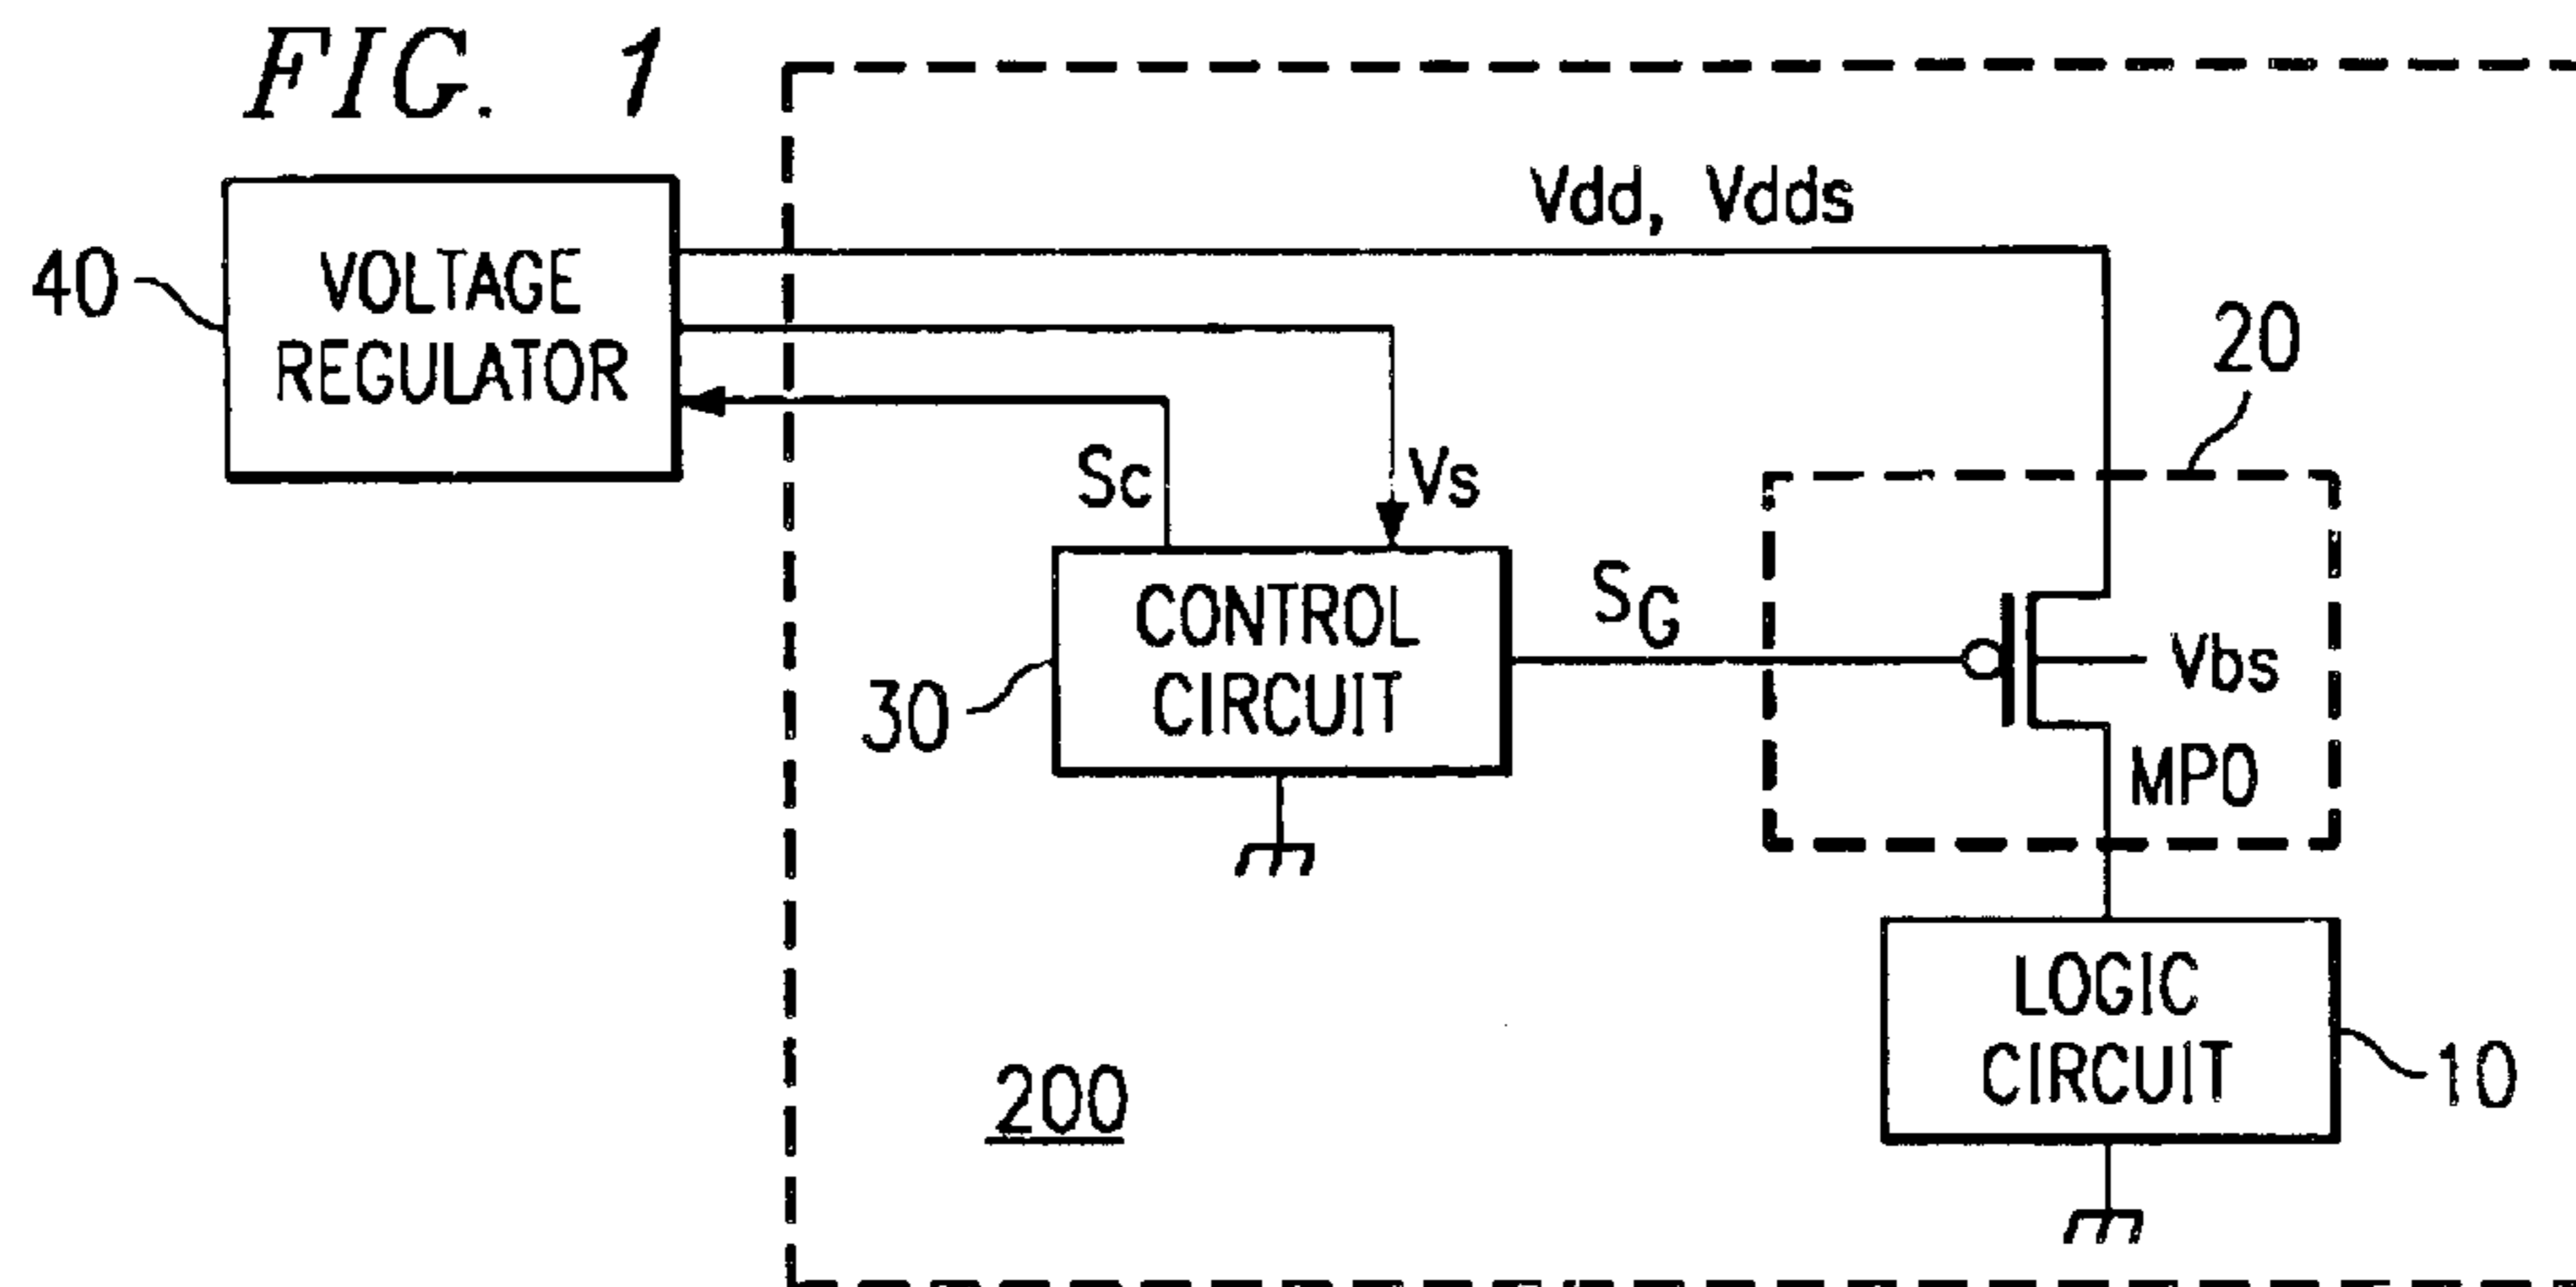 FIG. 1
Vdd, Vdds
40
VOLTAGE
REGULATOR
20
Sc
Vs
CONTROL
CIRCUIT
30
SG
Vbs
MP0
LOGIC
CIRCUIT
10
200